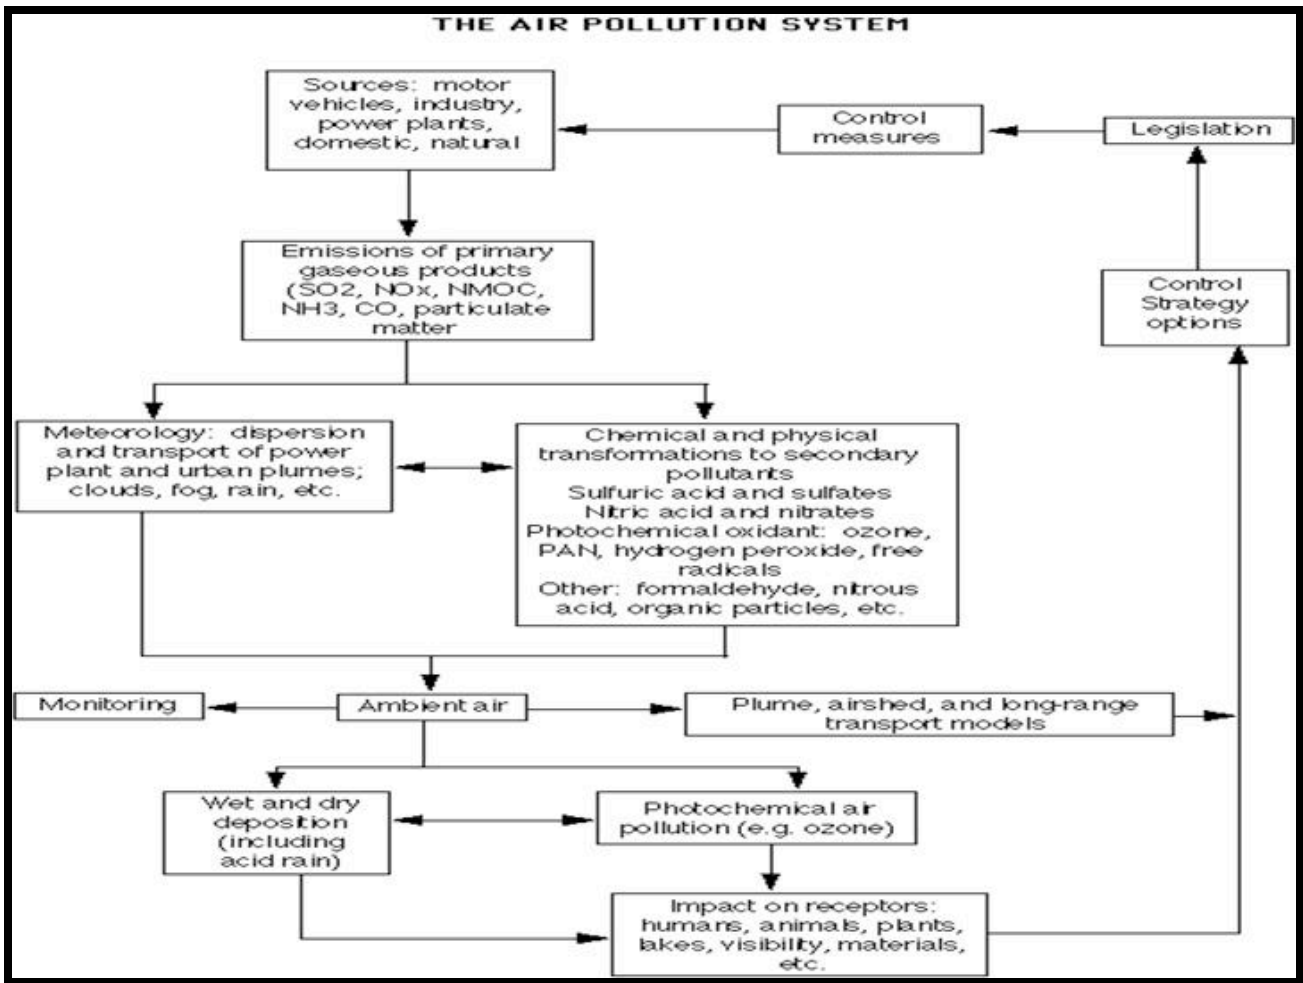 THE AIR POLLUTION SYSTEM
Sources: motor
vehicles, industry,
power plants,
domestic, natural
Control
measures
Legislation
Emissions of primary
gaseous products
(SO2, NOx, NMOC,
NH3, CO, particulate
matter
Control
Strategy
options
Meteorology: dispersion
and transport of power
plant and urban plumes;
clouds, fog, rain, etc.
Chemical and physical
transformations to secondary
pollutants
Sulfuric acid and sulfates
Nitric acid and nitrates
Photochemical oxidant: ozone,
PAN, hydrogen peroxide, free
radicals
Other: formaldehyde, nitrous
acid, organic particles, etc.
Monitoring
Ambient air
Plume, airshed, and long-range
transport models
Wet and dry
deposition
(including
acid rain)
Photochemical air
pollution (e.g. ozone)
Impact on receptors:
humans, animals, plants,
lakes, visibility, materials,
etc.